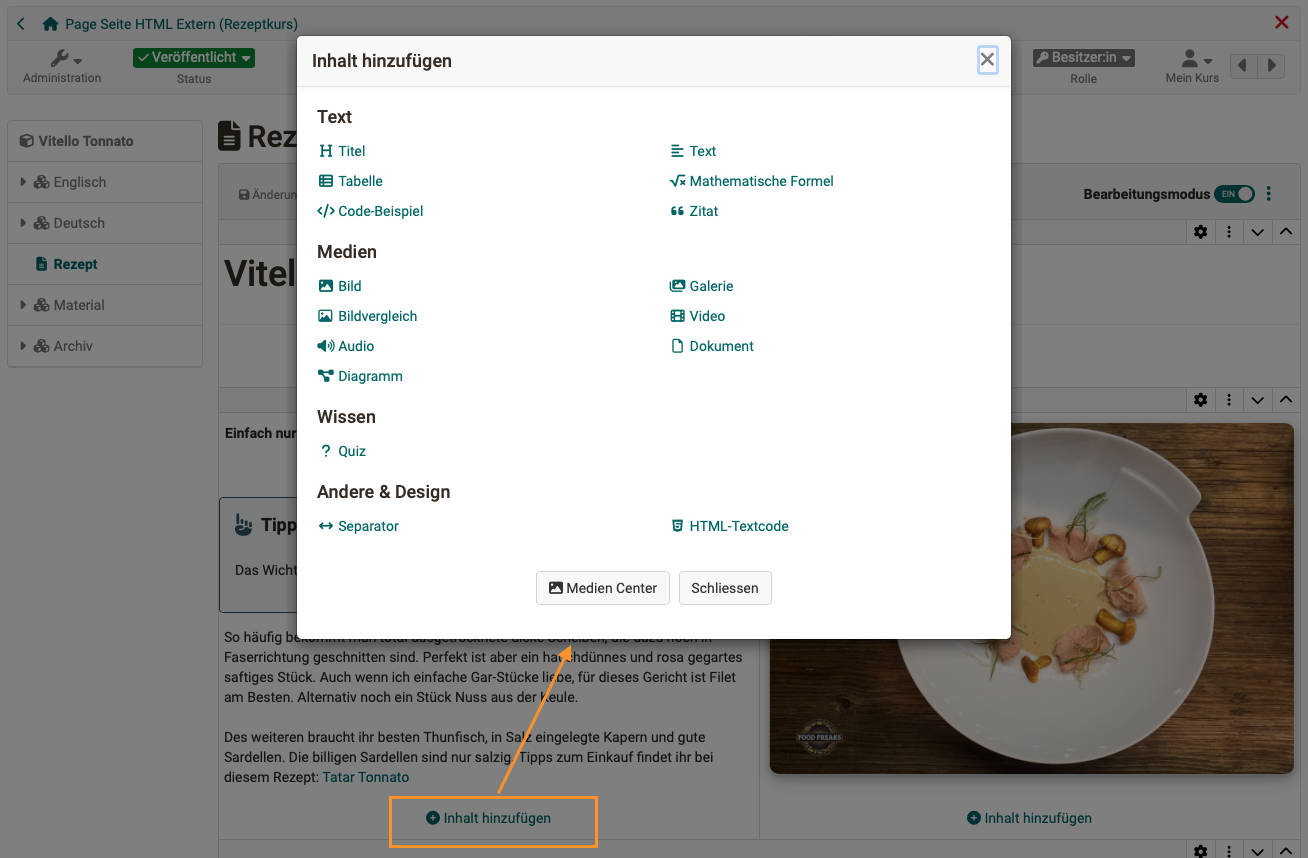 Page Seite HTML Extern (Rezeptkurs)
Administration
Veröffentlicht
Status
Besitzer:in
Rolle
Mein Kurs
Vitello Tonnato
Englisch
Deutsch
Rezept
Material
Archiv
Rez
Änderun
Bearbeitungsmodus EIN
Vitel
Inhalt hinzufügen
Text
Titel
Text
Tabelle
Mathematische Formel
Code-Beispiel
Zitat
Medien
Bild
Galerie
Bildvergleich
Video
Audio
Dokument
Diagramm
Wissen
Quiz
Andere & Design
Separator
HTML-Textcode
Medien Center
Schliessen
Einfach nur
Tipp
Das Wicht
So häufig bekommt man total ausgetrocknete dicke Scheiben, die dazu noch in
Faserrichtung geschnitten sind. Perfekt ist aber ein hauchdünnes und rosa gegartes
saftiges Stück. Auch wenn ich einfache Gar-Stücke liebe, für dieses Gericht ist Filet
am Besten. Alternativ noch ein Stück Nuss aus der Keule.
Des weiteren braucht ihr besten Thunfisch, in Salz eingelegte Kapern und gute
Sardellen. Die billigen Sardellen sind nur salzig. Tipps zum Einkauf findet ihr bei
diesem Rezept: Tatar Tonnato
FOOD FREAKS
Inhalt hinzufügen
Inhalt hinzufügen